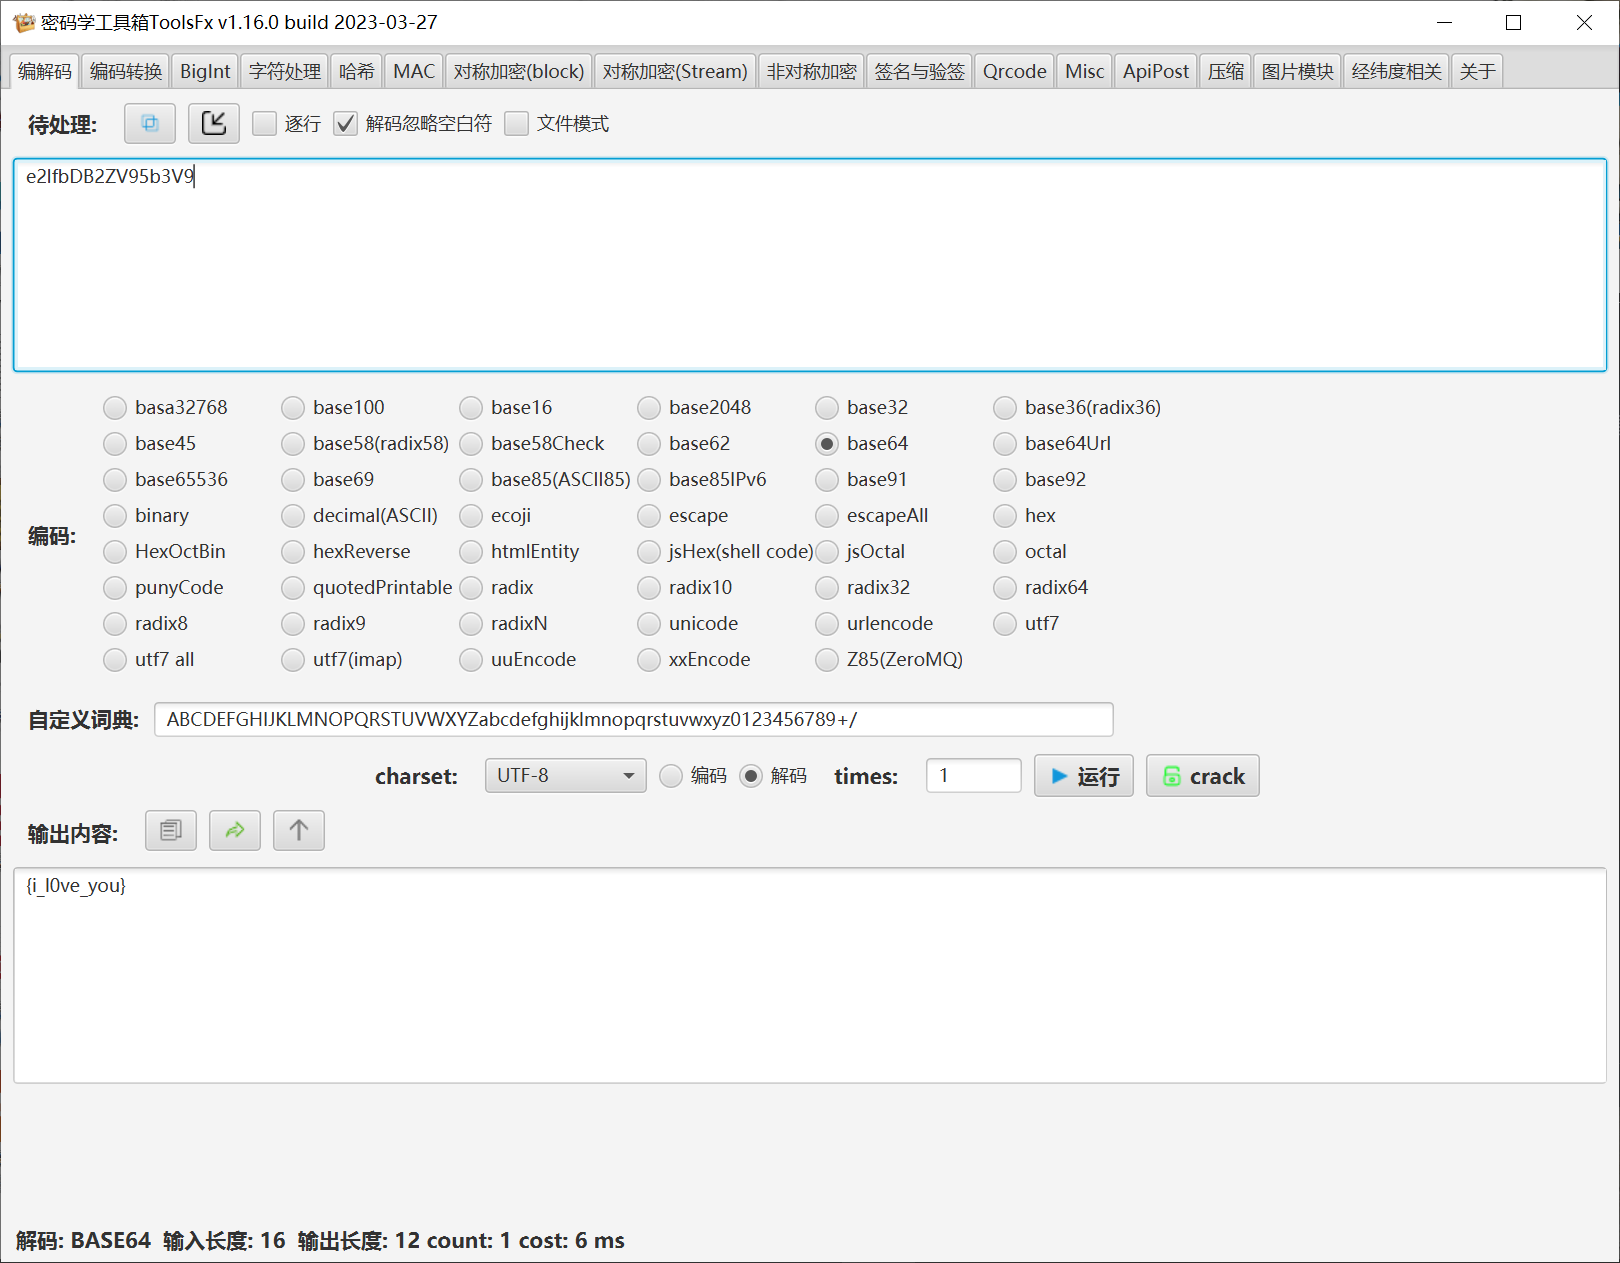 密码学工具箱ToolsFx v1.16.0 build 2023-03-27
编解码 编码转换 BigInt 字符处理 哈希 MAC 对称加密(block) 对称加密(Stream) 非对称加密 签名与验签 Qrcode Misc ApiPost 压缩 图片模块 经纬度相关 关于
待处理: 逐行 解码忽略空白符 文件模式
e2lfbDB2ZV95b3V9
basa32768 base100 base16 base2048 base32 base36(radix36)
base45 base58(radix58) base58Check base62 base64 base64Url
base65536 base69 base85(ASCII85) base85IPv6 base91 base92
binary decimal(ASCII) ecoji escape escapeAll hex
编码:
HexOctBin hexReverse htmlEntity jsHex(shell code) jsOctal octal
punyCode quotedPrintable radix radix10 radix32 radix64
radix8 radix9 radixN unicode urlencode utf7
utf7 all utf7(imap) uuEncode xxEncode Z85(ZeroMQ)
自定义词典: ABCDEFGHIJKLMNOPQRSTUVWXYZabcdefghijklmnopqrstuvwxyz0123456789+/
charset: UTF-8 编码 解码 times: 1 运行 crack
输出内容:
{i_l0ve_you}
解码: BASE64 输入长度: 16 输出长度: 12 count: 1 cost: 6 ms